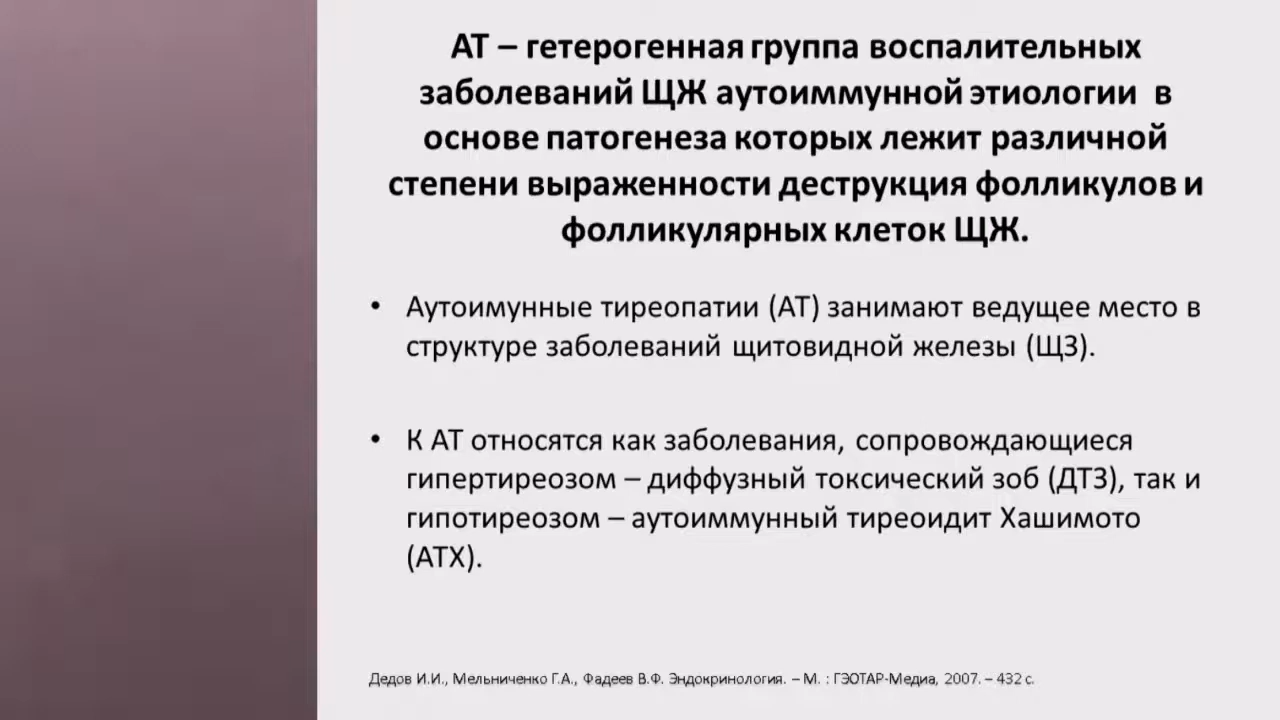 АТ – гетерогенная группа воспалительных
заболеваний ЩЖ аутоиммунной этиологии в
основе патогенеза которых лежит различной
степени выраженности деструкция фолликулов и
фолликулярных клеток ЩЖ.
• Аутоимунные тиреопатии (АТ) занимают ведущее место в
структуре заболеваний щитовидной железы (ЩЗ).
• К АТ относятся как заболевания, сопровождающиеся
гипертиреозом – диффузный токсический зоб (ДТЗ), так и
гипотиреозом – аутоиммунный тиреоидит Хашимото
(АТХ).
Дедов И.И., Мельниченко Г.А., Фадеев В.Ф. Эндокринология. – М. : ГЭОТАР-Медиа, 2007. – 432 с.